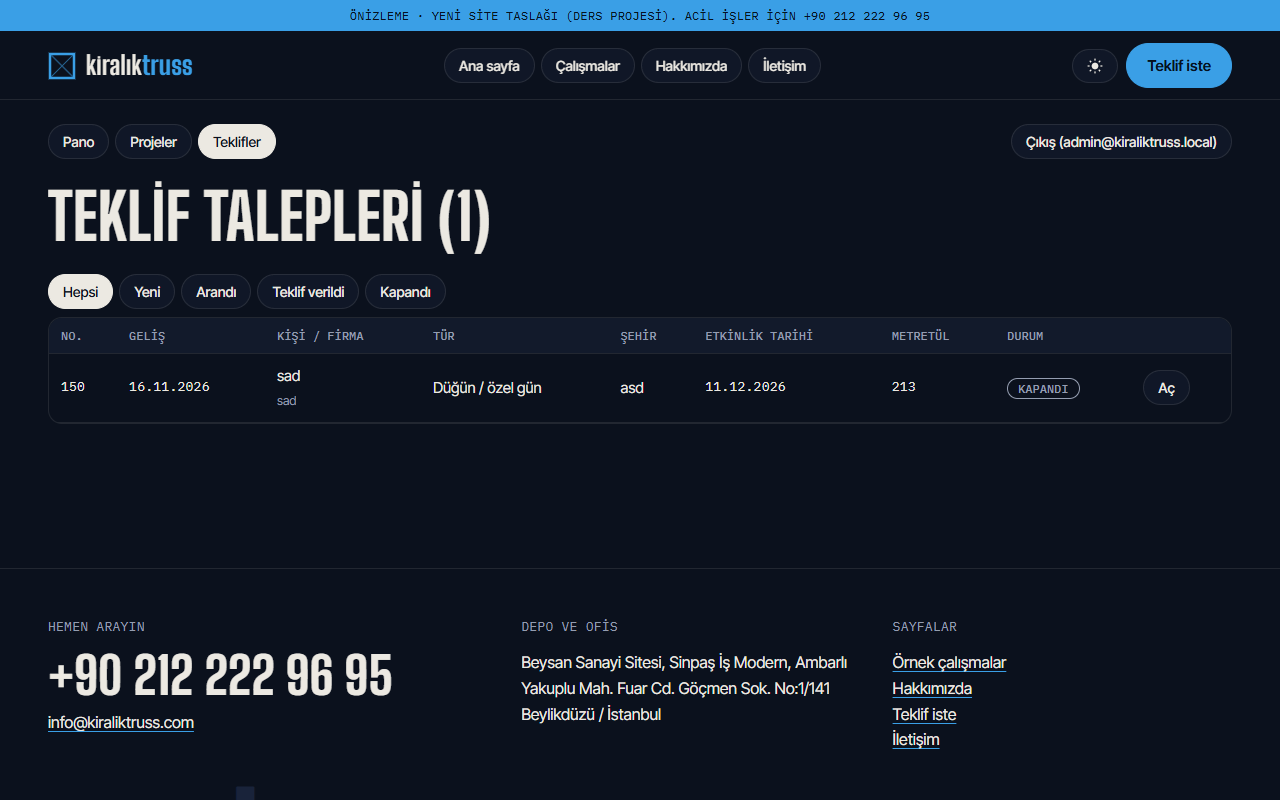 ÖNİZLEME · YENİ SİTE TASLAĞI (DERS PROJESİ). ACİL İŞLER İÇİN +90 212 222 96 95
kiralıktruss
Ana sayfa
Çalışmalar
Hakkımızda
İletişim
Teklif iste
Pano
Projeler
Teklifler
Çıkış (admin@kiraliktruss.local)
TEKLİF TALEPLERİ (1)
Hepsi
Yeni
Arandı
Teklif verildi
Kapandı
NO. GELİŞ KİŞİ / FİRMA TÜR ŞEHİR ETKİNLİK TARİHİ METRETÜL DURUM
150 16.11.2026 sad Düğün / özel gün asd 11.12.2026 213 KAPANDI Aç
sad
HEMEN ARAYIN
+90 212 222 96 95
info@kiraliktruss.com
DEPO VE OFİS
Beysan Sanayi Sitesi, Sinpaş İş Modern, Ambarlı
Yakuplu Mah. Fuar Cd. Göçmen Sok. No:1/141
Beylikdüzü / İstanbul
SAYFALAR
Örnek çalışmalar
Hakkımızda
Teklif iste
İletişim